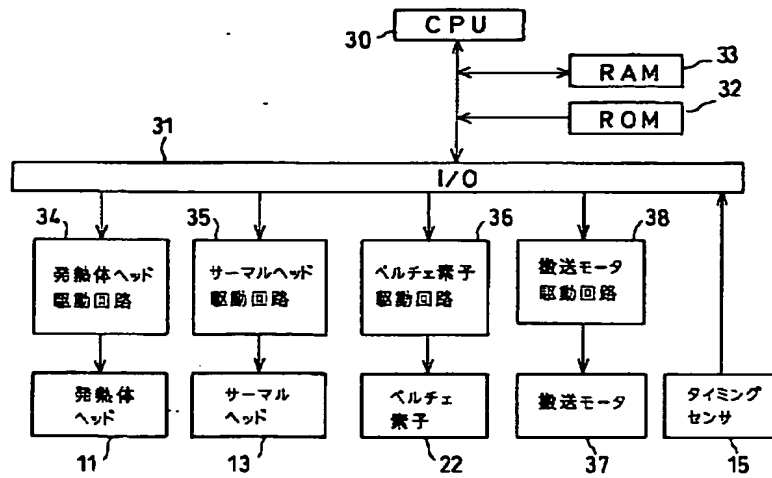 30
CPU
RAM
33
ROM
32
31
I/O
34
35
36
38
発熱体ヘッド
駆動回路
サーマルヘッド
駆動回路
ペルチェ素子
駆動回路
搬送モータ
駆動回路
発熱体
ヘッド
サーマル
ヘッド
ペルチェ
素子
搬送モータ
タイミング
センサ
11
13
22
37
15